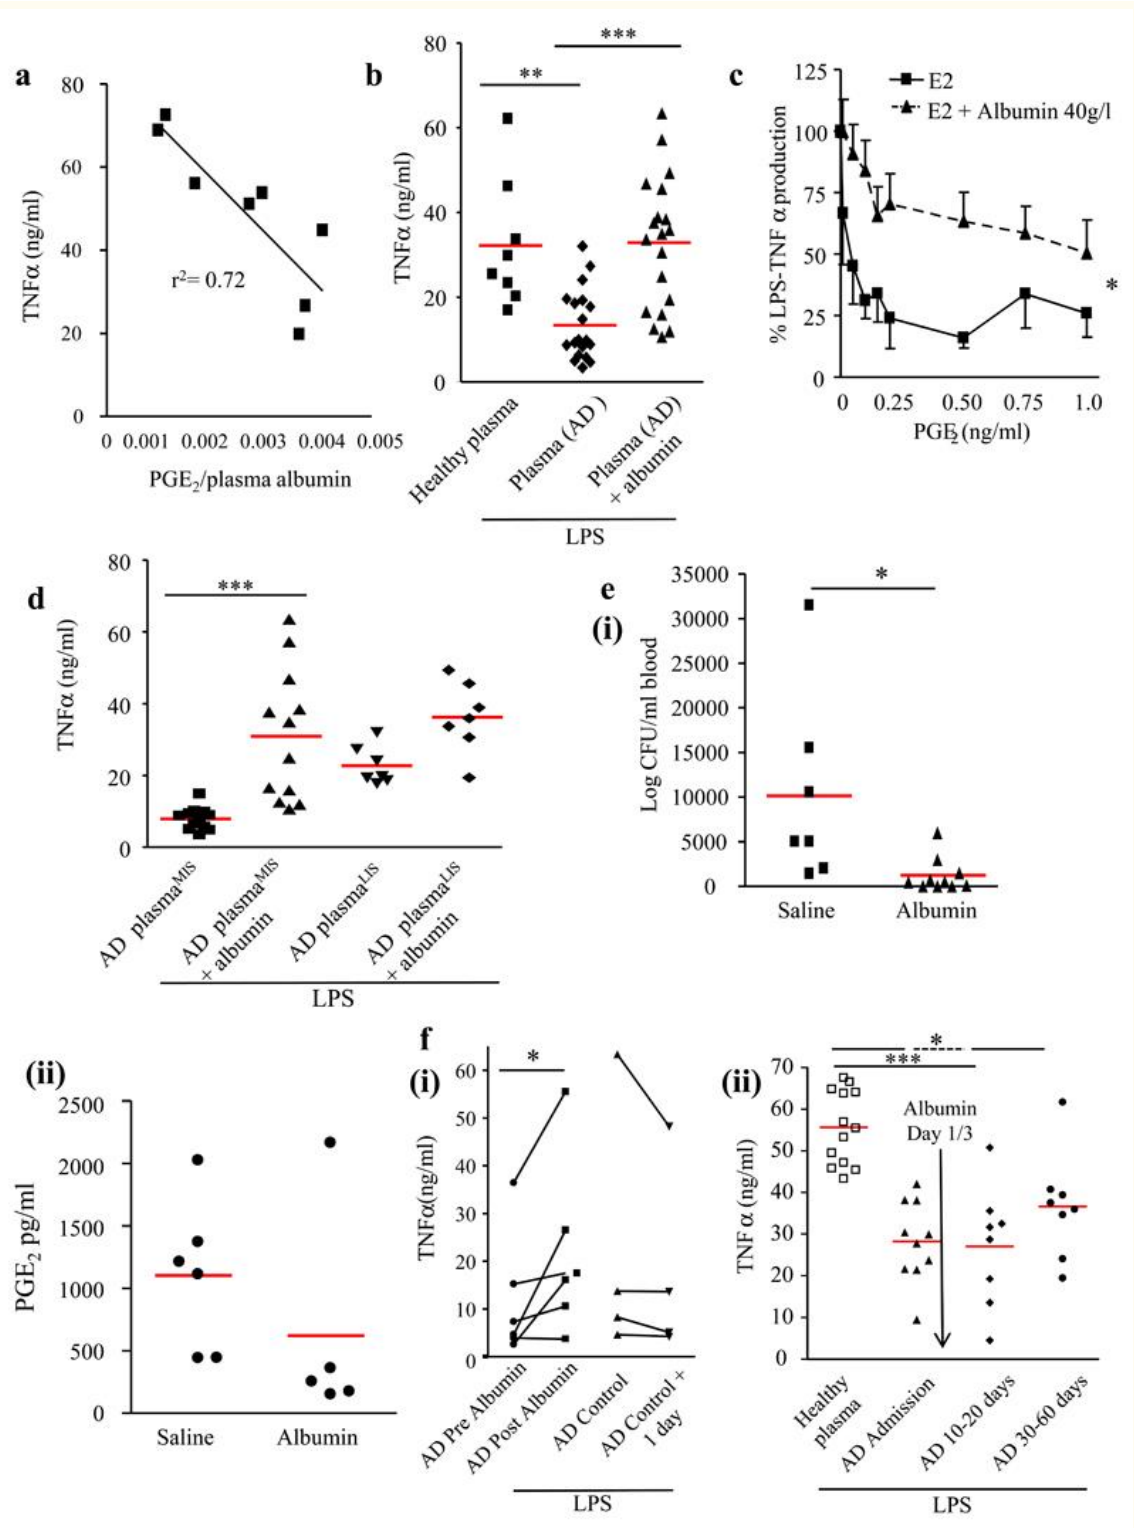 a
80
60
40
20
0
TNFα (ng/ml)
r²= 0.72
0 0.001 0.002 0.003 0.004 0.005
PGE₂/plasma albumin
b
80
60
40
20
0
TNFα (ng/ml)
**
***
Healthy plasma
Plasma (AD )
Plasma (AD)
+ albumin
LPS
c
125
100
75
50
25
0
% LPS-TNF α production
E2
E2 + Albumin 40g/l
*
0 0.25 0.50 0.75 1.0
PGE₂ (ng/ml)
d
80
60
40
20
0
TNFα (ng/ml)
***
AD plasmaᴹᴵˢ
AD plasmaᴹᴵˢ
+ albumin
AD plasmaᴸᴵˢ
AD plasmaᴸᴵˢ
+ albumin
LPS
e
(i)
35000
30000
25000
20000
15000
10000
5000
0
Log CFU/ml blood
*
Saline
Albumin
(ii)
2500
2000
1500
1000
500
0
PGE₂ pg/ml
Saline
Albumin
f
(i)
60
50
40
30
20
10
0
TNFα(ng/ml)
*
AD Pre Albumin
AD Post Albumin
AD Control
AD Control +
1 day
LPS
(ii)
70
60
50
40
30
20
10
0
TNF α (ng/ml)
*
***
Albumin
Day 1/3
Healthy
plasma
AD Admission
AD 10-20 days
AD 30-60 days
LPS